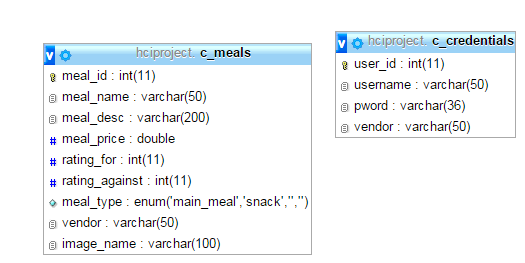 v hciproject. c_meals
meal_id : int(11)
meal_name : varchar(50)
meal_desc : varchar(200)
# meal_price : double
# rating_for : int(11)
# rating_against : int(11)
meal_type : enum('main_meal','snack','','')
vendor : varchar(50)
image_name : varchar(100)
v hciproject. c_credentials
user_id : int(11)
username : varchar(50)
pword : varchar(36)
vendor : varchar(50)